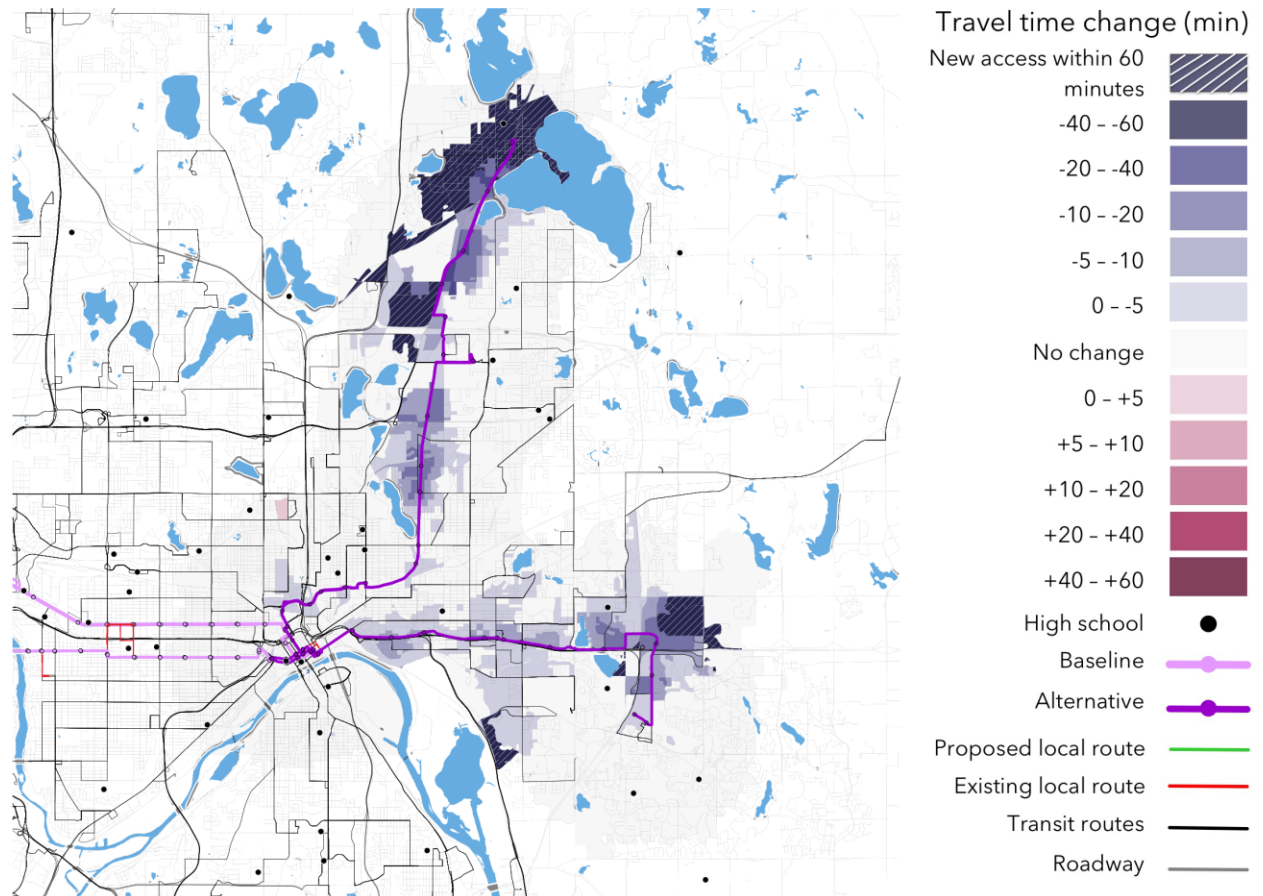 Travel time change (min)
New access within 60
minutes
-40 – -60
-20 – -40
-10 – -20
-5 – -10
0 – -5
No change
0 – +5
+5 – +10
+10 – +20
+20 – +40
+40 – +60
High school
Baseline
Alternative
Proposed local route
Existing local route
Transit routes
Roadway